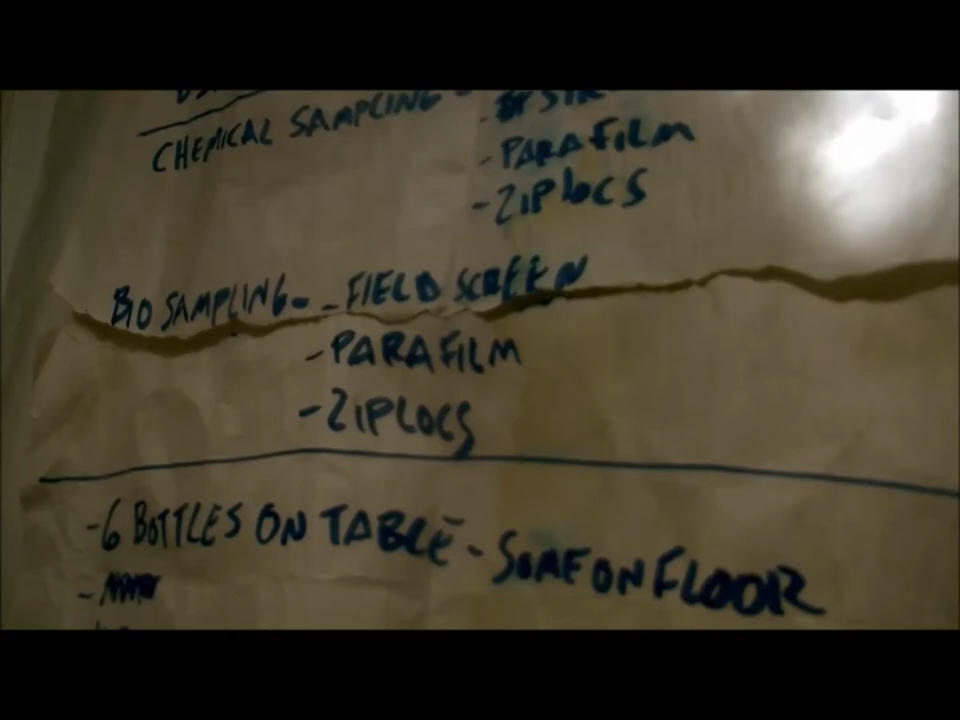 CHEMICAL SAMPLING -
- PARAFILM
- ZIPLOCS
BIO SAMPLING - - FIELD SCREEN
- PARAFILM
- ZIPLOCS
- 6 BOTTLES ON TABLE - SOME ON FLOOR